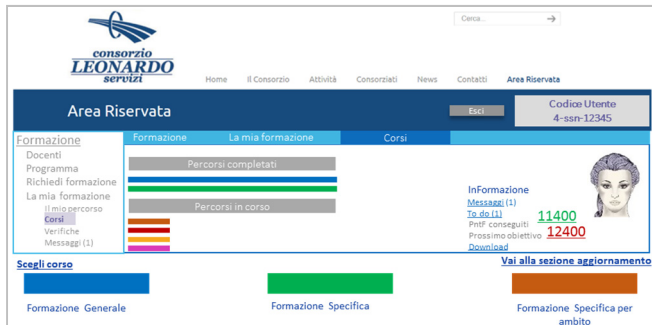 Cerca...
consorzio
LEONARDO
servizi
Home Il Consorzio Attività Consorziati News Contatti Area Riservata
Area Riservata
Esci
Codice Utente
4-ssn-12345
Formazione La mia formazione Corsi
Formazione
Docenti
Programma
Richiedi formazione
La mia formazione
Il mio percorso
Corsi
Verifiche
Messaggi (1)
Percorsi completati
Percorsi in corso
InFormazione
Messaggi (1)
To do (1)
PntF conseguiti 11400
Prossimo obiettivo 12400
Download
Scegli corso
Vai alla sezione aggiornamento
Formazione Generale
Formazione Specifica
Formazione Specifica per
ambito